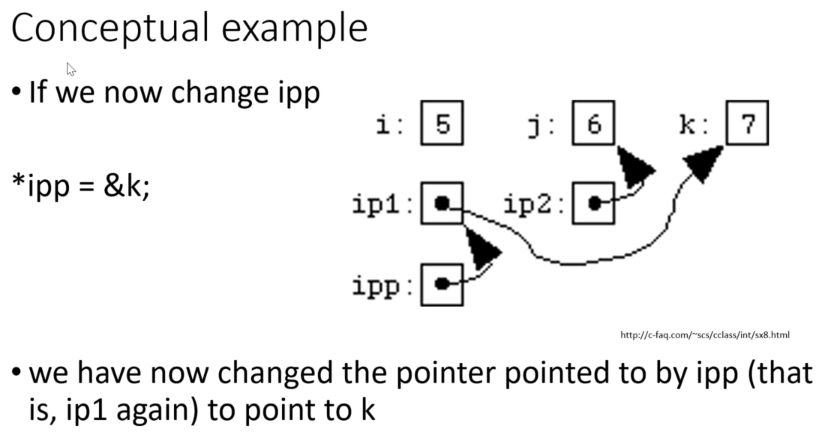 Conceptual example
• If we now change ipp
*ipp = &k;
i: 5 j: 6 k: 7
ip1: ip2:
ipp:
http://c-faq.com/~scs/cclass/int/sx8.html
• we have now changed the pointer pointed to by ipp (that
is, ip1 again) to point to k